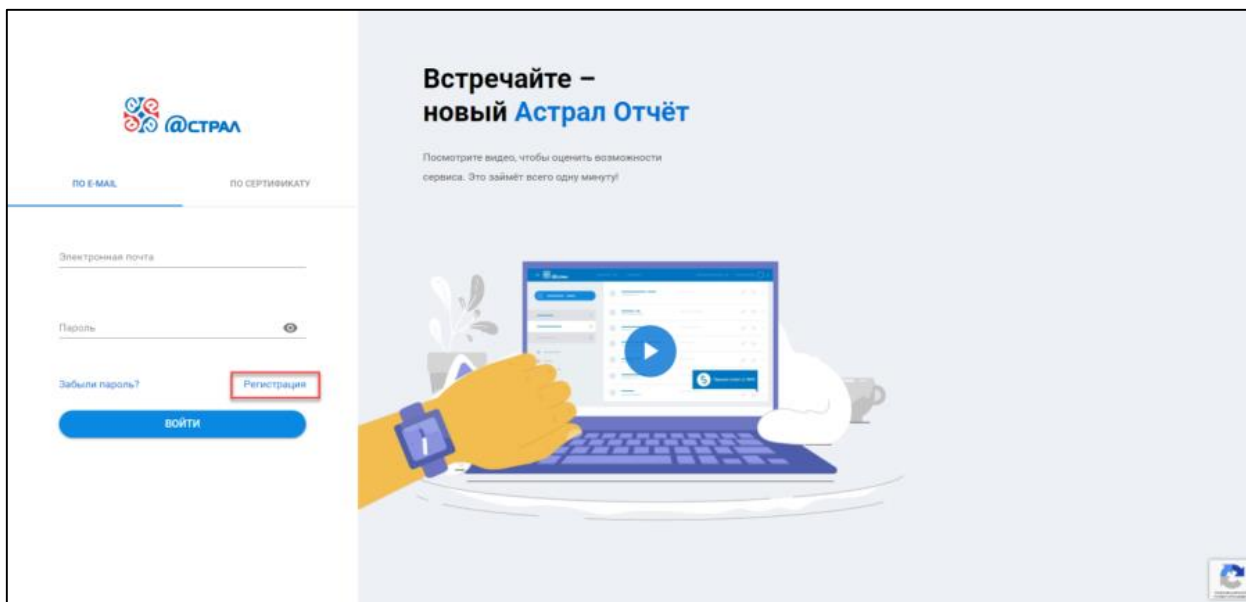 @СТРАЛ
ПО E-MAIL
ПО СЕРТИФИКАТУ
Электронная почта
Пароль
Забыли пароль?
Регистрация
ВОЙТИ
Встречайте –
новый Астрал Отчёт
Посмотрите видео, чтобы оценить возможности
сервиса. Это займёт всего одну минуту!